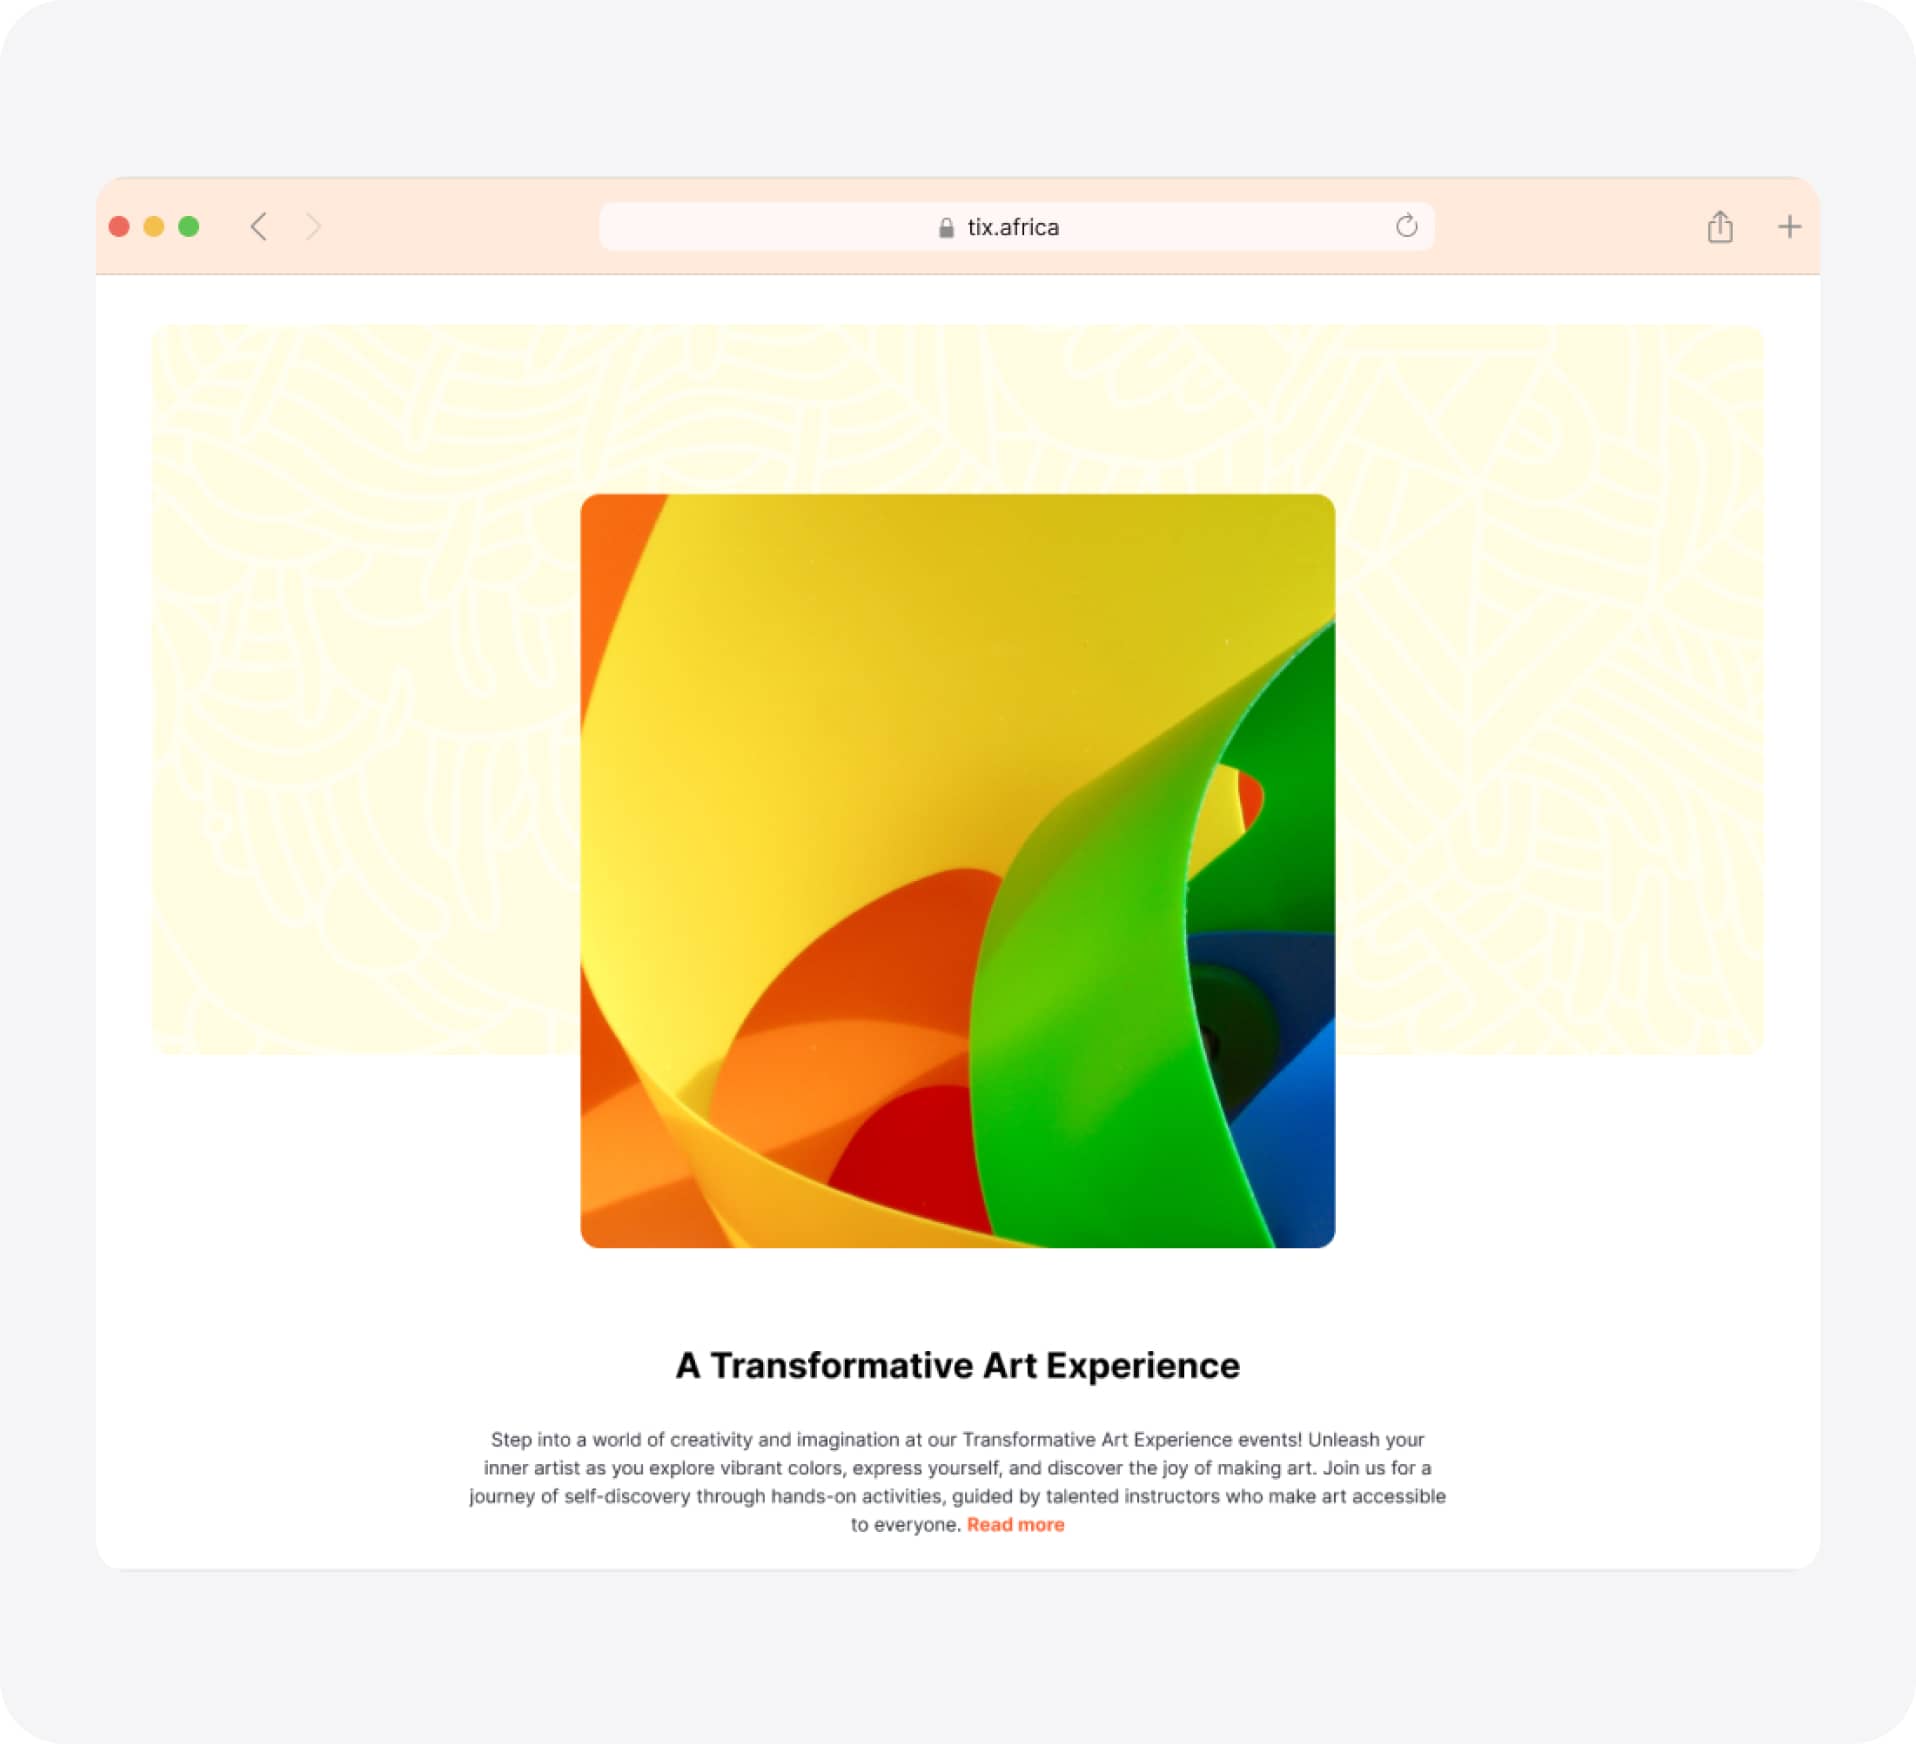 tix.africa
A Transformative Art Experience
Step into a world of creativity and imagination at our Transformative Art Experience events! Unleash your
inner artist as you explore vibrant colors, express yourself, and discover the joy of making art. Join us for a
journey of self-discovery through hands-on activities, guided by talented instructors who make art accessible
to everyone. Read more